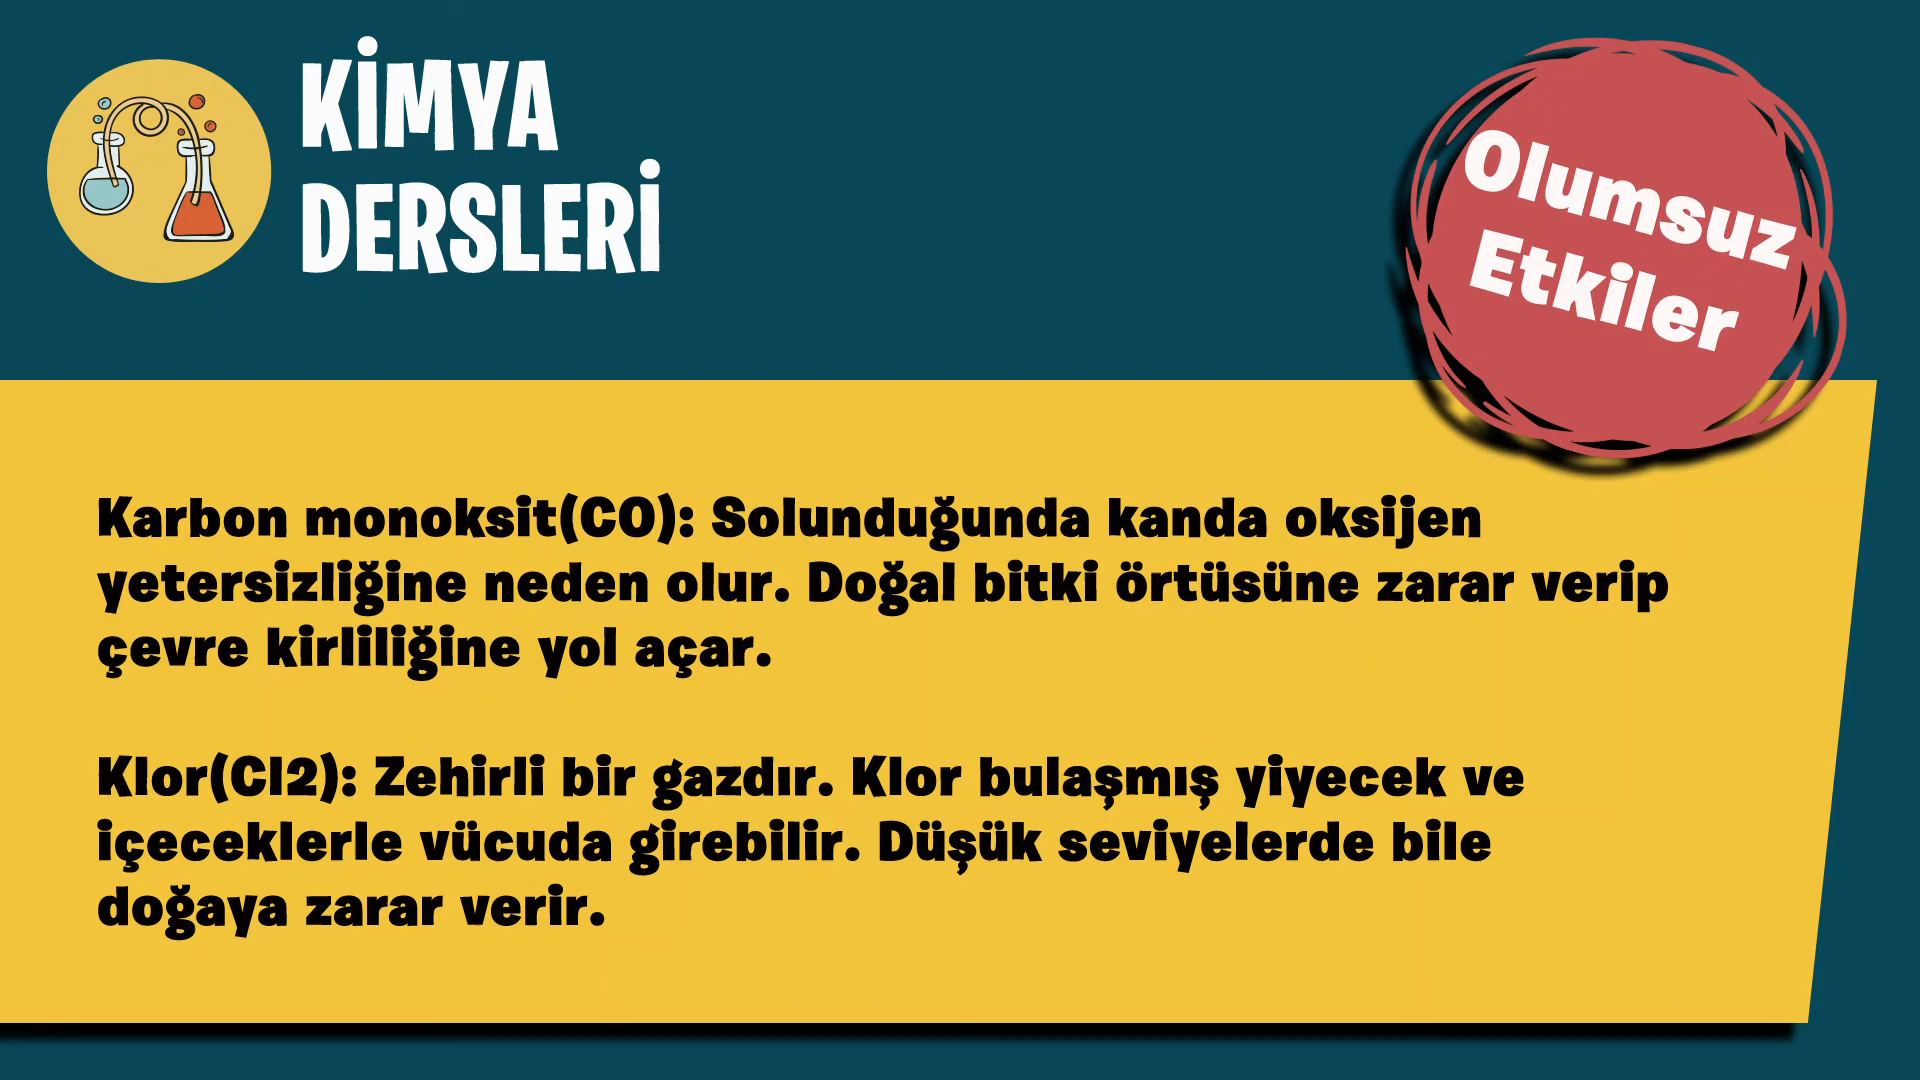 KİMYA
DERSLERİ
Olumsuz
Etkiler
Karbon monoksit(CO): Solunduğunda kanda oksijen
yetersizliğine neden olur. Doğal bitki örtüsüne zarar verip
çevre kirliliğine yol açar.
Klor(Cl2): Zehirli bir gazdır. Klor bulaşmış yiyecek ve
içeceklerle vücuda girebilir. Düşük seviyelerde bile
doğaya zarar verir.